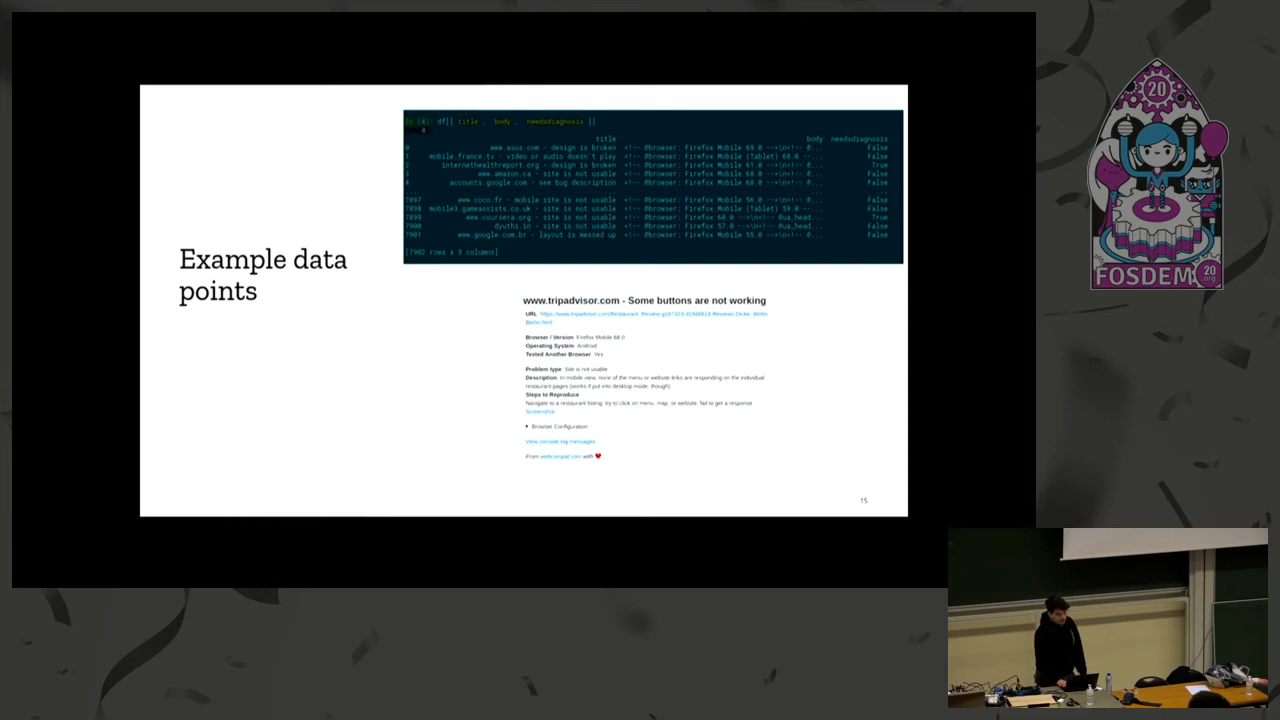 Example data
points
In [4]: df[[ title , body , needsdiagnosis ]]
4
title body needsdiagnosis
0 www.asus.com - design is broken <!-- @browser: Firefox Mobile 69.0 -->\n<!-- @... False
1 mobile.france.tv - video or audio doesn't play <!-- @browser: Firefox Mobile (Tablet) 68.0 --... False
2 internethealthreport.org - design is broken <!-- @browser: Firefox Mobile 61.0 -->\n<!-- @... True
3 www.amazon.ca - site is not usable <!-- @browser: Firefox Mobile 68.0 -->\n<!-- @... False
4 accounts.google.com - see bug description <!-- @browser: Firefox Mobile 68.0 -->\n<!-- @... False
... ... ... ...
7897 www.coco.fr - mobile site is not usable <!-- @browser: Firefox Mobile 56.0 -->\n<!-- @... False
7898 mobile3.gameassists.co.uk - site is not usable <!-- @browser: Firefox Mobile (Tablet) 59.0 --... False
7899 www.coursera.org - site is not usable <!-- @browser: Firefox 60.0 -->\n<!-- @ua_head... True
7900 dyuthi.in - site is not usable <!-- @browser: Firefox 57.0 -->\n<!-- @ua_head... False
7901 www.google.com.br - layout is messed up <!-- @browser: Firefox Mobile 55.0 -->\n<!-- @... False
[7902 rows x 3 columns]
www.tripadvisor.com - Some buttons are not working
URL
Browser / Version Firefox Mobile 68.0
Operating System Android
Tested Another Browser Yes
Problem type Site is not usable
Description In mobile view, none of the menu or website links are responding on the individual
restaurant pages (works if put into desktop mode, though)
Steps to Reproduce
Navigate to a restaurant listing, try to click on menu, map, or website, fail to get a response
Screenshot
Browser Configuration
View console log messages
From webcompat.com with ❤
15
20
FOSDEM
20
.org